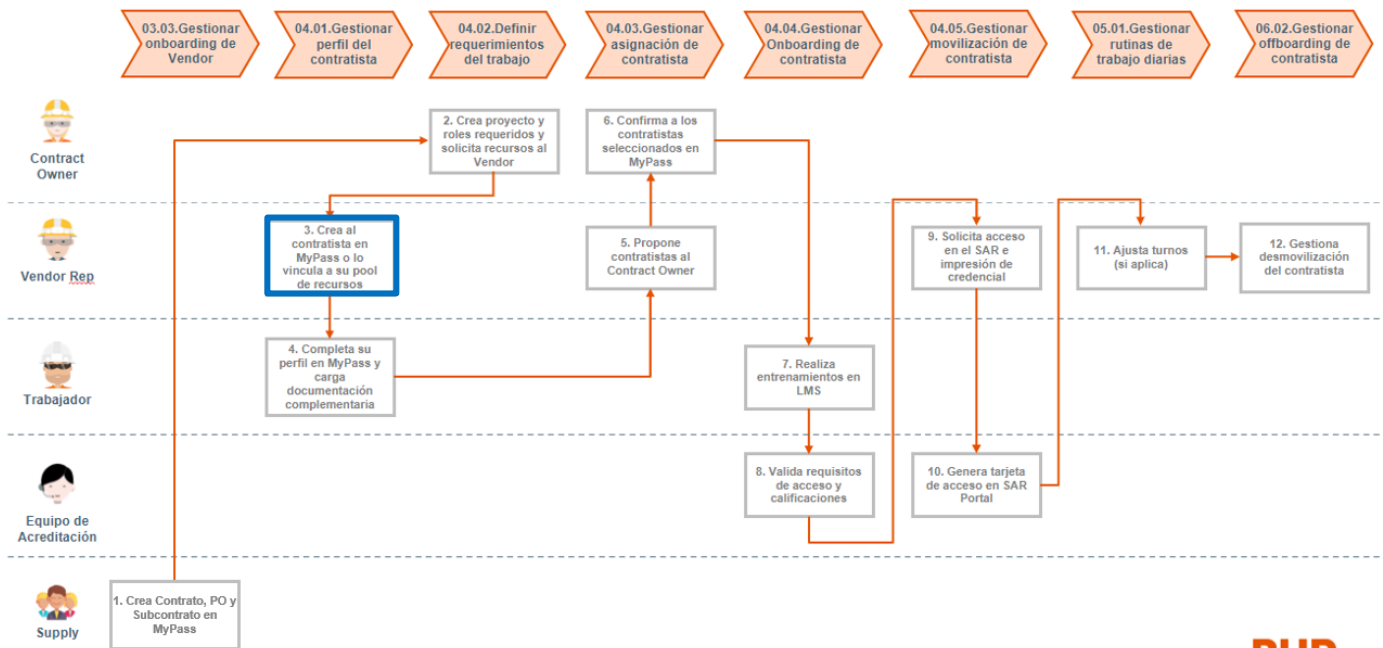 03.03.Gestionar
onboarding de
Vendor
04.01.Gestionar
perfil del
contratista
04.02.Definir
requerimientos
del trabajo
04.03.Gestionar
asignación de
contratista
04.04.Gestionar
Onboarding de
contratista
04.05.Gestionar
movilización de
contratista
05.01.Gestionar
rutinas de
trabajo diarias
06.02.Gestionar
offboarding de
contratista
Contract
Owner
2. Crea proyecto y
roles requeridos y
solicita recursos al
Vendor
6. Confirma a los
contratistas
seleccionados en
MyPass
Vendor Rep
3. Crea al
contratista en
MyPass o lo
vincula a su pool
de recursos
5. Propone
contratistas al
Contract Owner
9. Solicita acceso
en el SAR e
impresión de
credencial
11. Ajusta turnos
(si aplica)
12. Gestiona
desmovilización
del contratista
Trabajador
4. Completa su
perfil en MyPass y
carga
documentación
complementaria
7. Realiza
entrenamientos en
LMS
Equipo de
Acreditación
8. Valida requisitos
de acceso y
calificaciones
10. Genera tarjeta
de acceso en SAR
Portal
Supply
1. Crea Contrato, PO y
Subcontrato en
MyPass